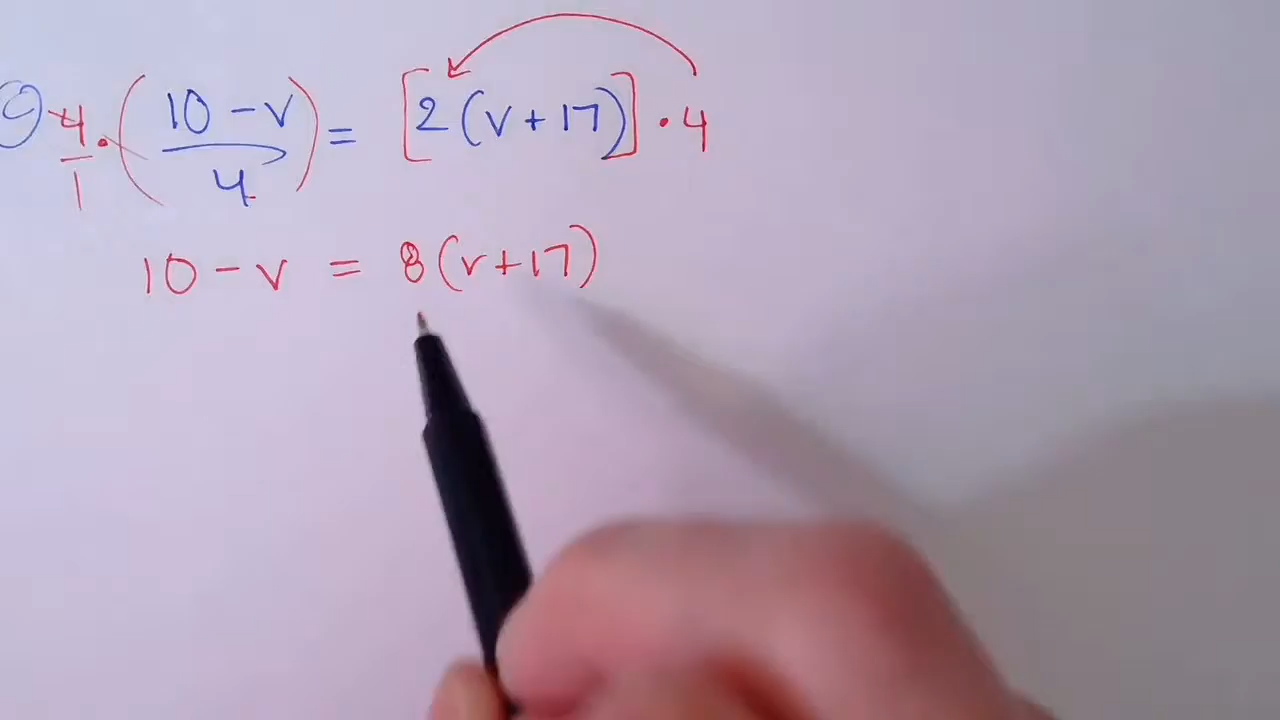 9) 4/1 · ((10 - v)/4) = [2(v+17)] · 4
10 - v = 8(v+17)